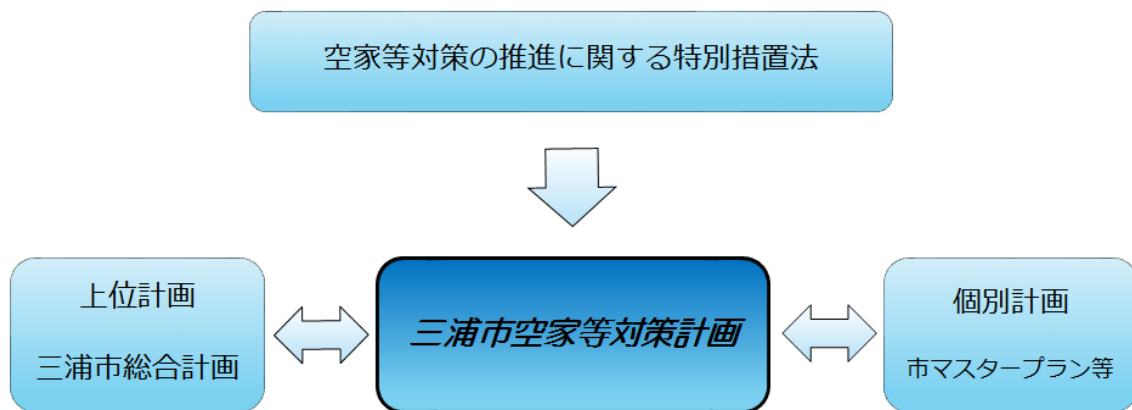 空家等対策の推進に関する特別措置法
上位計画
三浦市総合計画
三浦市空家等対策計画
個別計画
市マスタープラン等